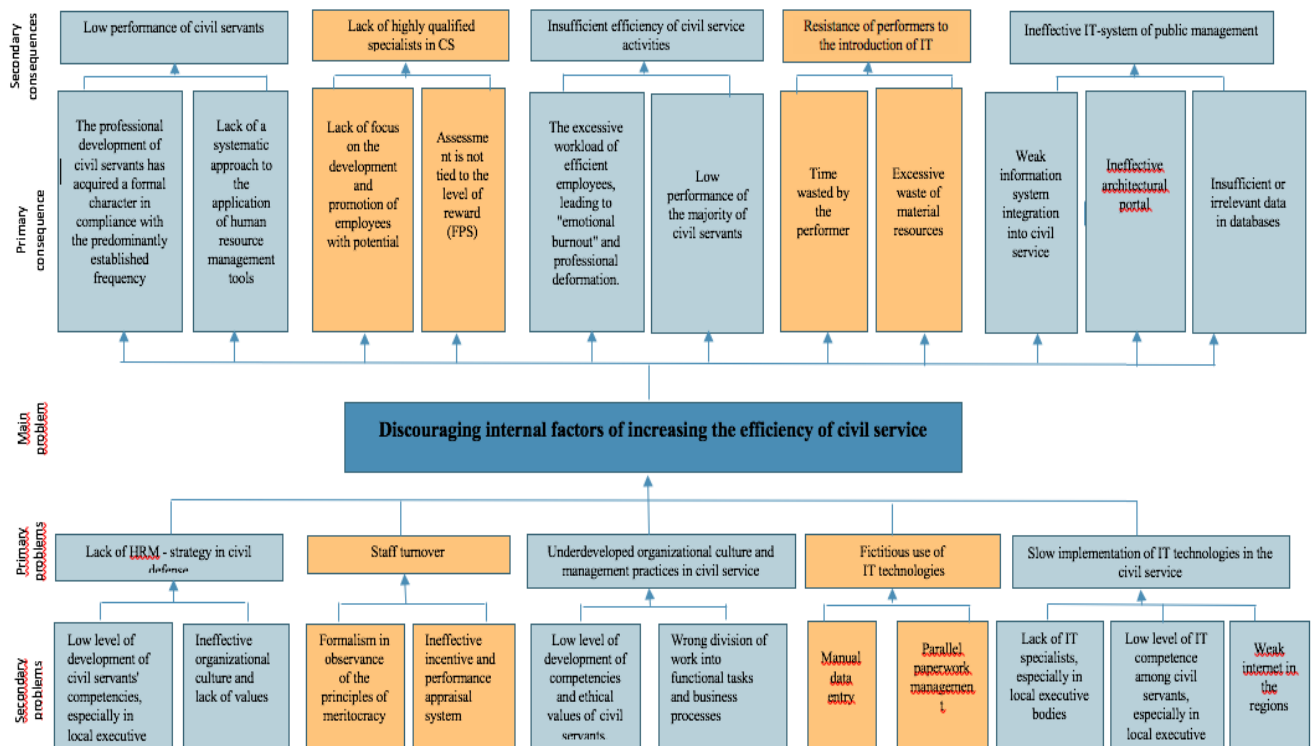 Secondary
consequences
Low performance of civil servants
Lack of highly qualified
specialists in CS
Insufficient efficiency of civil service
activities
Resistance of performers to
the introduction of IT
Ineffective IT-system of public management
Primary
consequence
The professional
development of
civil servants has
acquired a formal
character in
compliance with
the predominantly
established
frequency
Lack of a
systematic
approach to
the
application of
human
resource
management
tools
Lack of focus
on the
development
and
promotion of
employees
with potential
Assessme
nt is not
tied to the
level of
reward
(FPS)
The excessive
workload of
efficient
employees,
leading to
"emotional
burnout" and
professional
deformation.
Low
performance of
the majority of
civil servants
Time
wasted by
the
performer
Excessive
waste of
material
resources
Weak
information
system
integration
into civil
service
Ineffective
architectural
portal
Insufficient or
irrelevant data
in databases
Main
problem
Discouraging internal factors of increasing the efficiency of civil service
Primary
problems
Lack of HRM - strategy in civil
defense
Staff turnover
Underdeveloped organizational culture and
management practices in civil service
Fictitious use of
IT technologies
Slow implementation of IT technologies in the
civil service
Secondary
problems
Low level of
development of
civil servants'
competencies,
especially in
local executive
Ineffective
organizational
culture and
lack of values
Formalism in
observance
of the
principles of
meritocracy
Ineffective
incentive and
performance
appraisal
system
Low level of
development of
competencies
and ethical
values of civil
servants
Wrong division of
work into
functional tasks
and business
processes
Manual
data
entry
Parallel
paperwork
managemen
t
Lack of IT
specialists,
especially in
local executive
bodies
Low level of IT
competence
among civil
servants,
especially in
local executive
Weak
internet in
the
regions